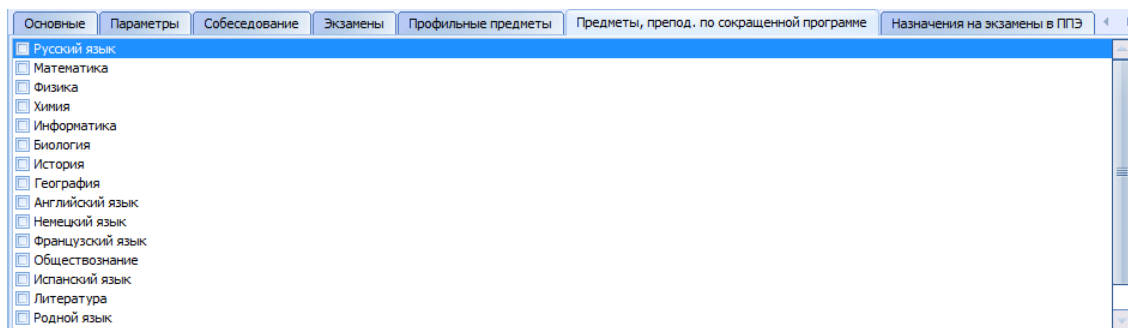 Основные Параметры Собеседование Экзамены Профильные предметы Предметы, препод. по сокращенной программе Назначения на экзамены в ППЭ
Русский язык
Математика
Физика
Химия
Информатика
Биология
История
География
Английский язык
Немецкий язык
Французский язык
Обществознание
Испанский язык
Литература
Родной язык